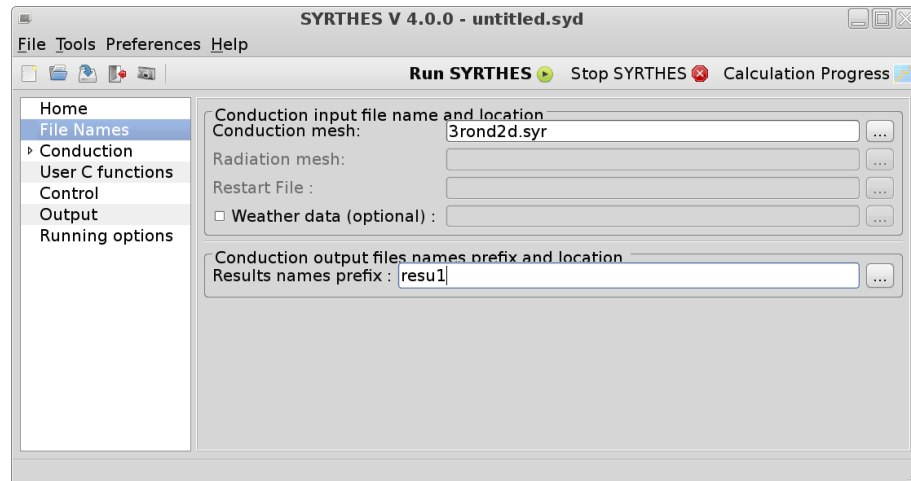 SYRTHES V 4.0.0 - untitled.syd
File Tools Preferences Help
Run SYRTHES Stop SYRTHES Calculation Progress
Home
File Names
Conduction
User C functions
Control
Output
Running options
Conduction input file name and location
Conduction mesh: 3rond2d.syr ...
Radiation mesh: ...
Restart File : ...
Weather data (optional) : ...
Conduction output files names prefix and location
Results names prefix : resu1 ...